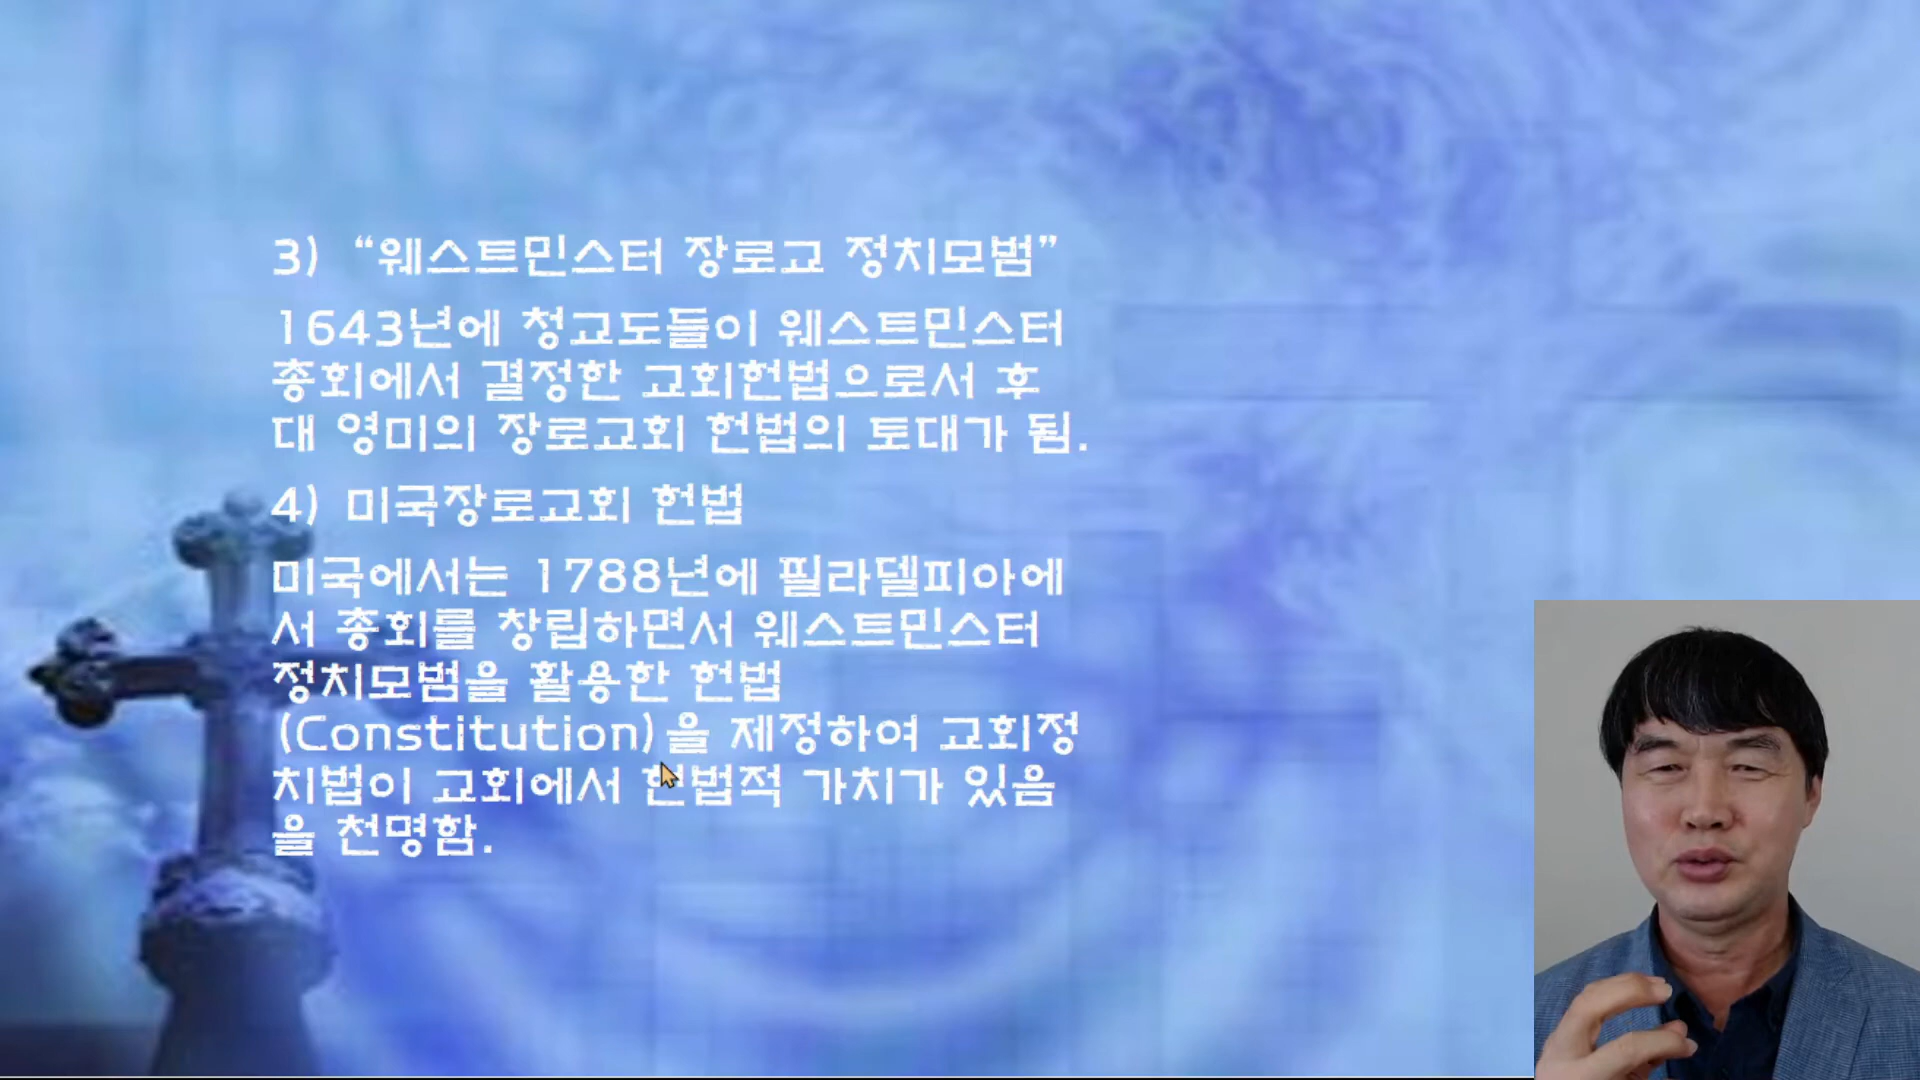 3) “웨스트민스터 장로교 정치모범”
1643년에 청교도들이 웨스트민스터
총회에서 결정한 교회헌법으로서 후
대 영미의 장로교회 헌법의 토대가 됨.
4) 미국장로교회 헌법
미국에서는 1788년에 필라델피아에
서 총회를 창립하면서 웨스트민스터
정치모범을 활용한 헌법
(Constitution)을 제정하여 교회정
치법이 교회에서 헌법적 가치가 있음
을 천명함.